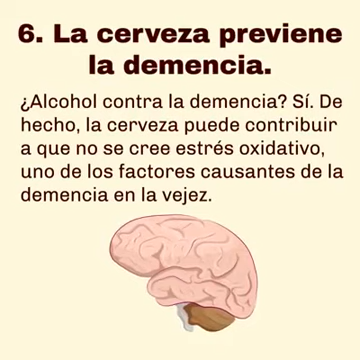 6. La cerveza previene
la demencia.
¿Alcohol contra la demencia? Sí. De
hecho, la cerveza puede contribuir
a que no se cree estrés oxidativo,
uno de los factores causantes de la
demencia en la vejez.